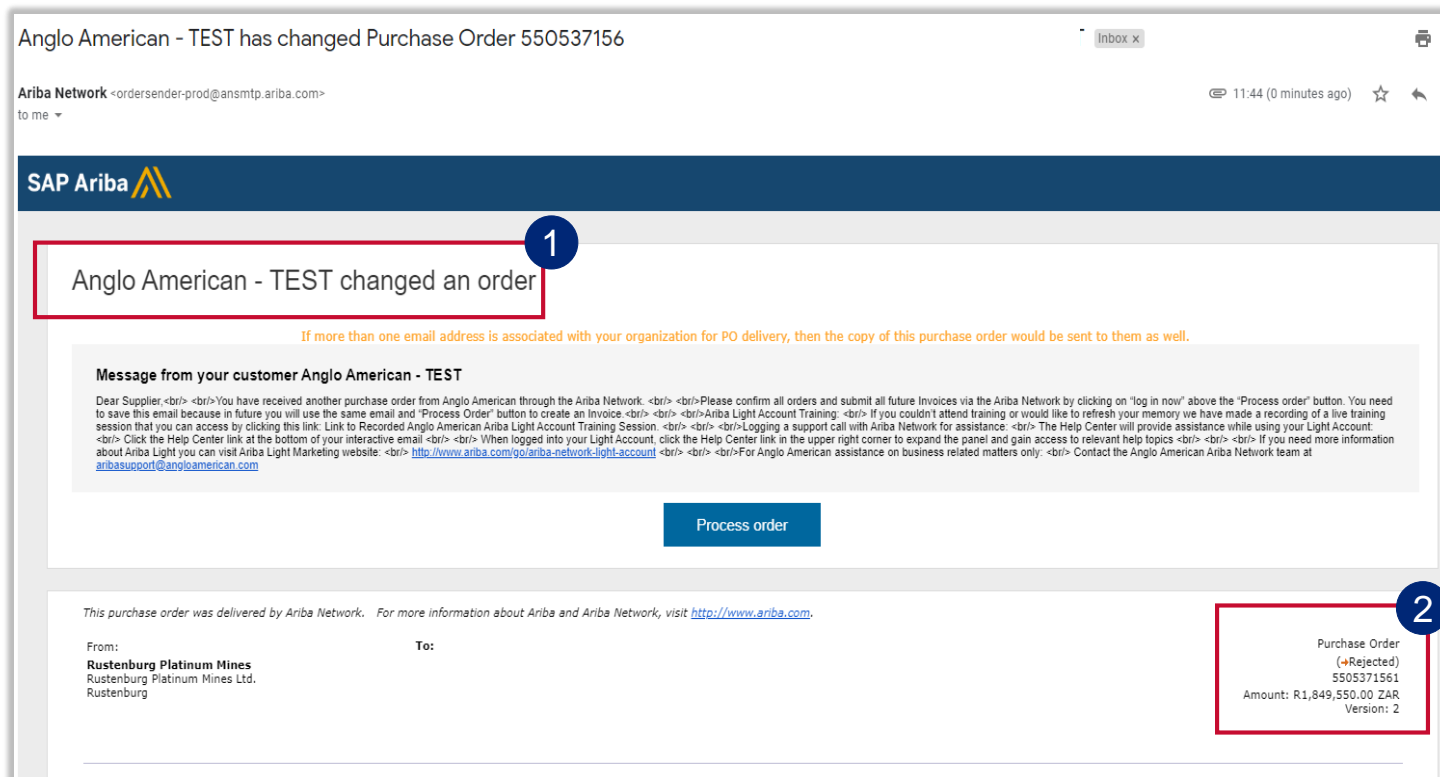 Anglo American - TEST has changed Purchase Order 550537156
Inbox x
Ariba Network <ordersender-prod@ansmtp.ariba.com>
11:44 (0 minutes ago)
to me
SAP Ariba
1
Anglo American - TEST changed an order
If more than one email address is associated with your organization for PO delivery, then the copy of this purchase order would be sent to them as well.
Message from your customer Anglo American - TEST
Dear Supplier,<br/> <br/>You have received another purchase order from Anglo American through the Ariba Network. <br/> <br/>Please confirm all orders and submit all future Invoices via the Ariba Network by clicking on "log in now" above the "Process order" button. You need
to save this email because in future you will use the same email and "Process Order" button to create an Invoice.<br/> <br/> <br/>Ariba Light Account Training: <br/> If you couldn't attend training or would like to refresh your memory we have made a recording of a live training
session that you can access by clicking this link: Link to Recorded Anglo American Ariba Light Account Training Session. <br/> <br/> <br/>Logging a support call with Ariba Network for assistance: <br/> The Help Center will provide assistance while using your Light Account:
<br/> Click the Help Center link at the bottom of your interactive email <br/> <br/> When logged into your Light Account, click the Help Center link in the upper right corner to expand the panel and gain access to relevant help topics <br/> <br/> <br/> If you need more information
about Ariba Light you can visit Ariba Light Marketing website: <br/> http://www.ariba.com/go/ariba-network-light-account <br/> <br/> <br/>For Anglo American assistance on business related matters only: <br/> Contact the Anglo American Ariba Network team at
aribasupport@angloamerican.com
Process order
This purchase order was delivered by Ariba Network. For more information about Ariba and Ariba Network, visit http://www.ariba.com.
2
From:
Rustenburg Platinum Mines
Rustenburg Platinum Mines Ltd.
Rustenburg
To:
Purchase Order
(→Rejected)
5505371561
Amount: R1,849,550.00 ZAR
Version: 2